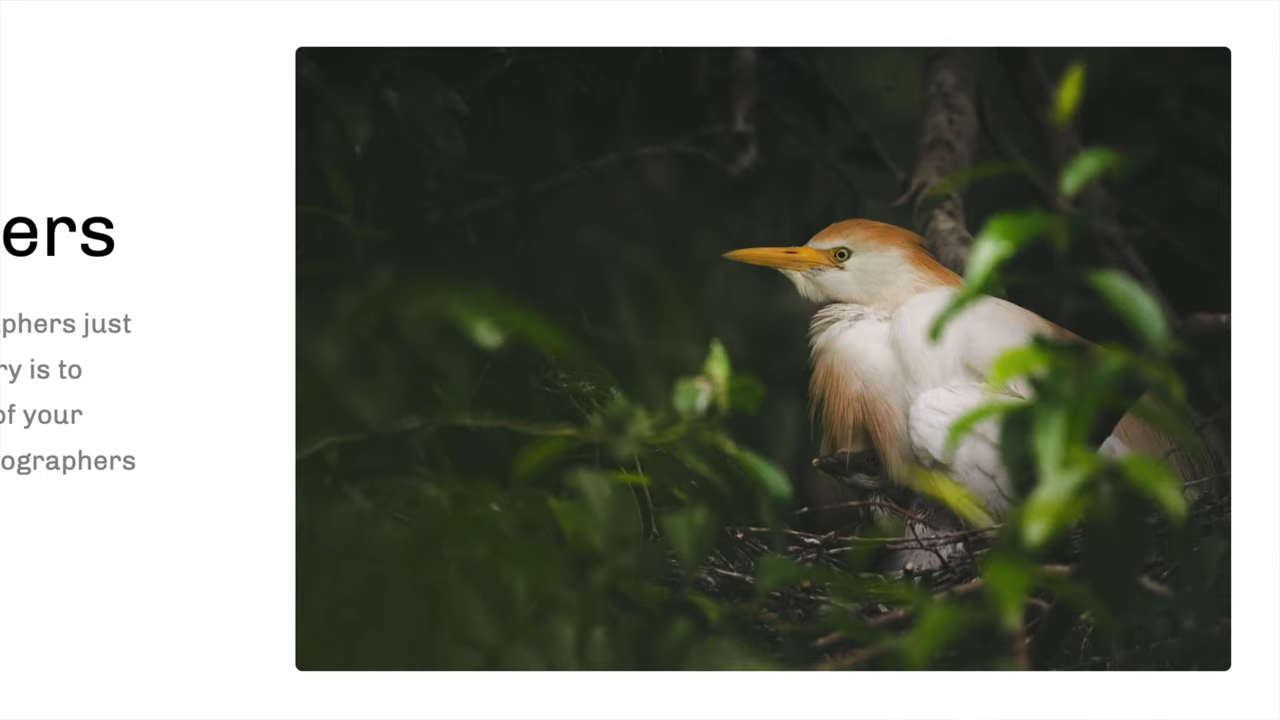 ers
phers just
ry is to
of your
ographers